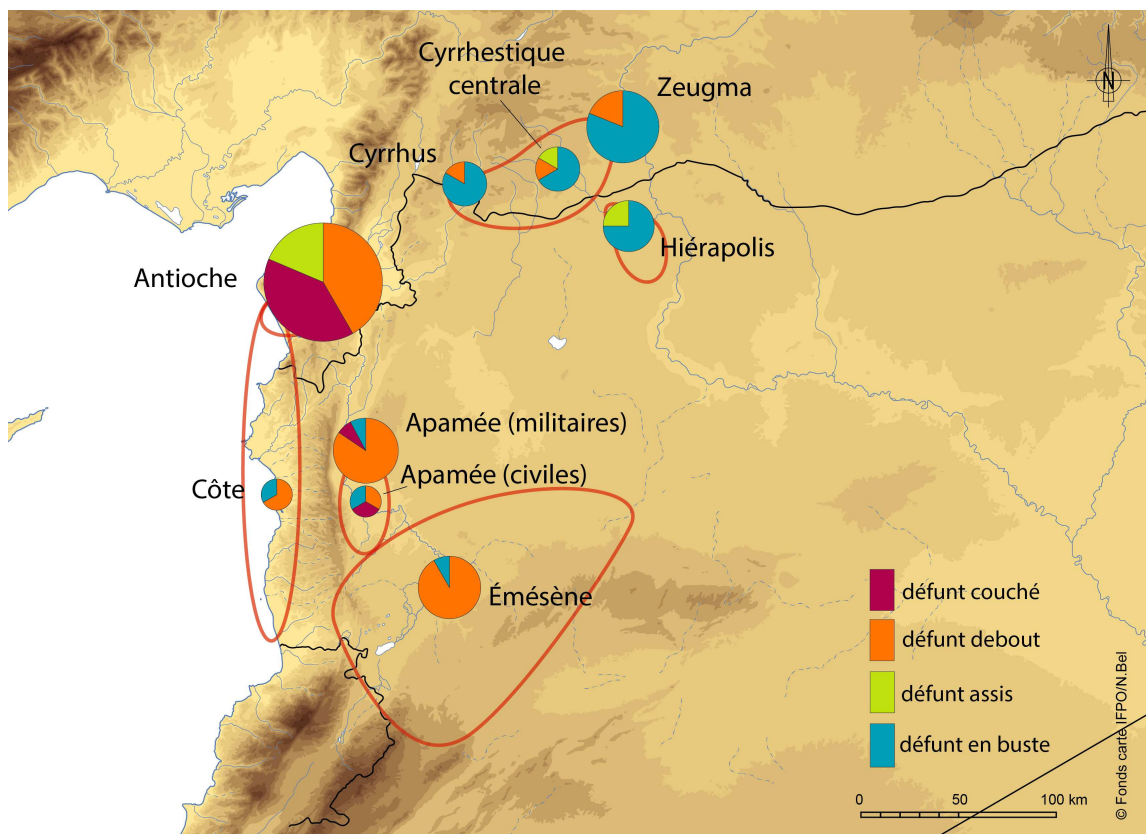 Cyrrhestique
centrale
Zeugma
N
Cyrrhus
Hiérapolis
Antioche
Apamée (militaires)
Apamée (civiles)
Côte
Émésène
défunt couché
défunt debout
défunt assis
défunt en buste
0 50 100 km
© Fonds carte IFPO/N.Bel